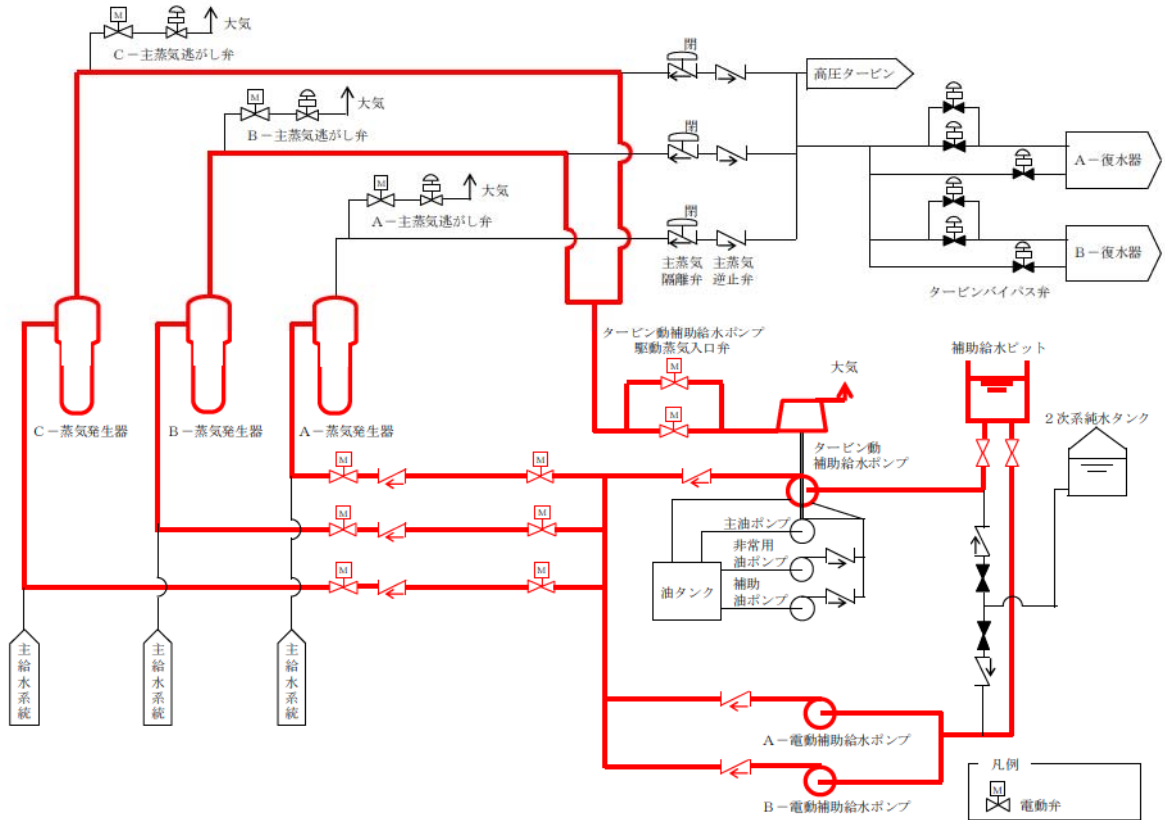 M
大気
C－主蒸気逃がし弁
閉
高圧タービン
M
大気
B－主蒸気逃がし弁
閉
A－復水器
M
大気
A－主蒸気逃がし弁
閉
B－復水器
主蒸気
隔離弁
主蒸気
逆止弁
タービンバイパス弁
タービン動補助給水ポンプ
駆動蒸気入口弁
M
M
大気
補助給水ピット
2次系純水タンク
C－蒸気発生器
B－蒸気発生器
A－蒸気発生器
タービン動
補助給水ポンプ
M
M
M
M
M
M
主油ポンプ
非常用
油ポンプ
補助
油ポンプ
油タンク
主給水系統
主給水系統
主給水系統
A－電動補助給水ポンプ
B－電動補助給水ポンプ
凡例
M
電動弁